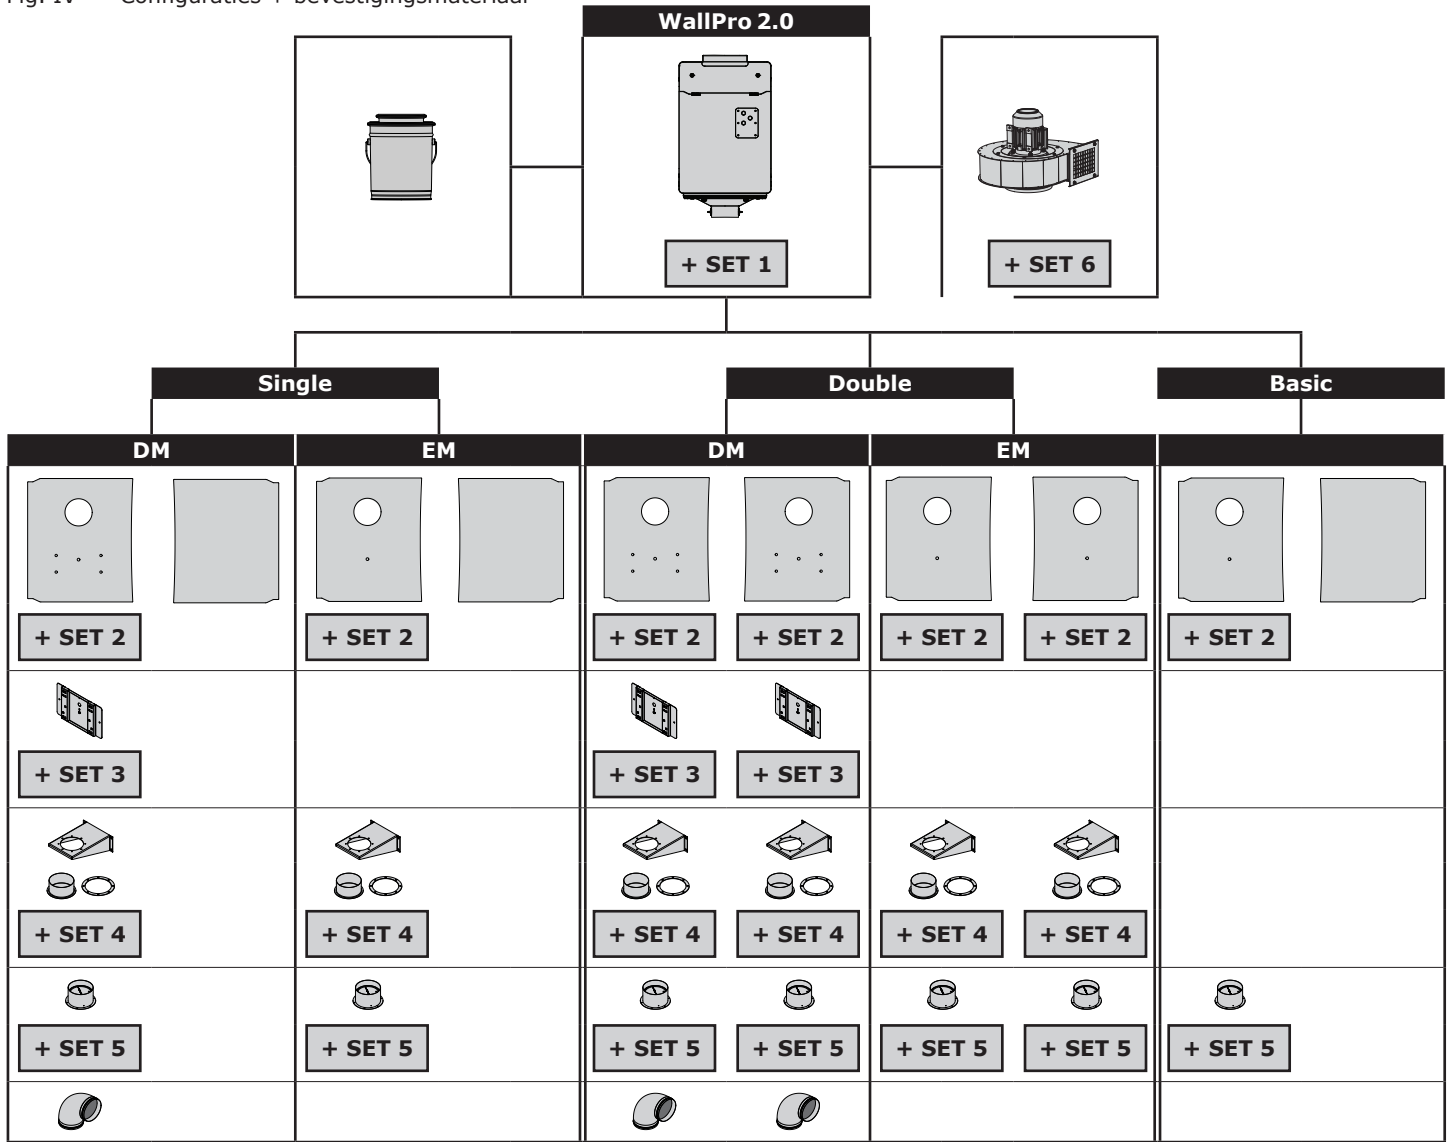 Fig. IV Configuraties + bevestigingsmateriaal
WallPro 2.0
+ SET 1
+ SET 6
Single
Double
Basic
DM
EM
DM
EM
+ SET 2
+ SET 2
+ SET 2
+ SET 2
+ SET 2
+ SET 2
+ SET 2
+ SET 3
+ SET 3
+ SET 3
+ SET 4
+ SET 4
+ SET 4
+ SET 4
+ SET 4
+ SET 4
+ SET 5
+ SET 5
+ SET 5
+ SET 5
+ SET 5
+ SET 5
+ SET 5